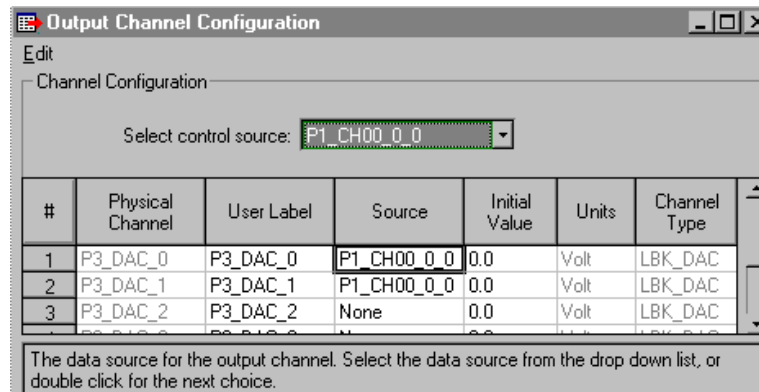 Output Channel Configuration
Edit
Channel Configuration
Select control source: P1_CH00_0_0
# Physical Channel User Label Source Initial Value Units Channel Type
1 P3_DAC_0 P3_DAC_0 P1_CH00_0_0 0.0 Volt LBK_DAC
2 P3_DAC_1 P3_DAC_1 P1_CH00_0_0 0.0 Volt LBK_DAC
3 P3_DAC_2 P3_DAC_2 None 0.0 Volt LBK_DAC
The data source for the output channel. Select the data source from the drop down list, or
double click for the next choice.